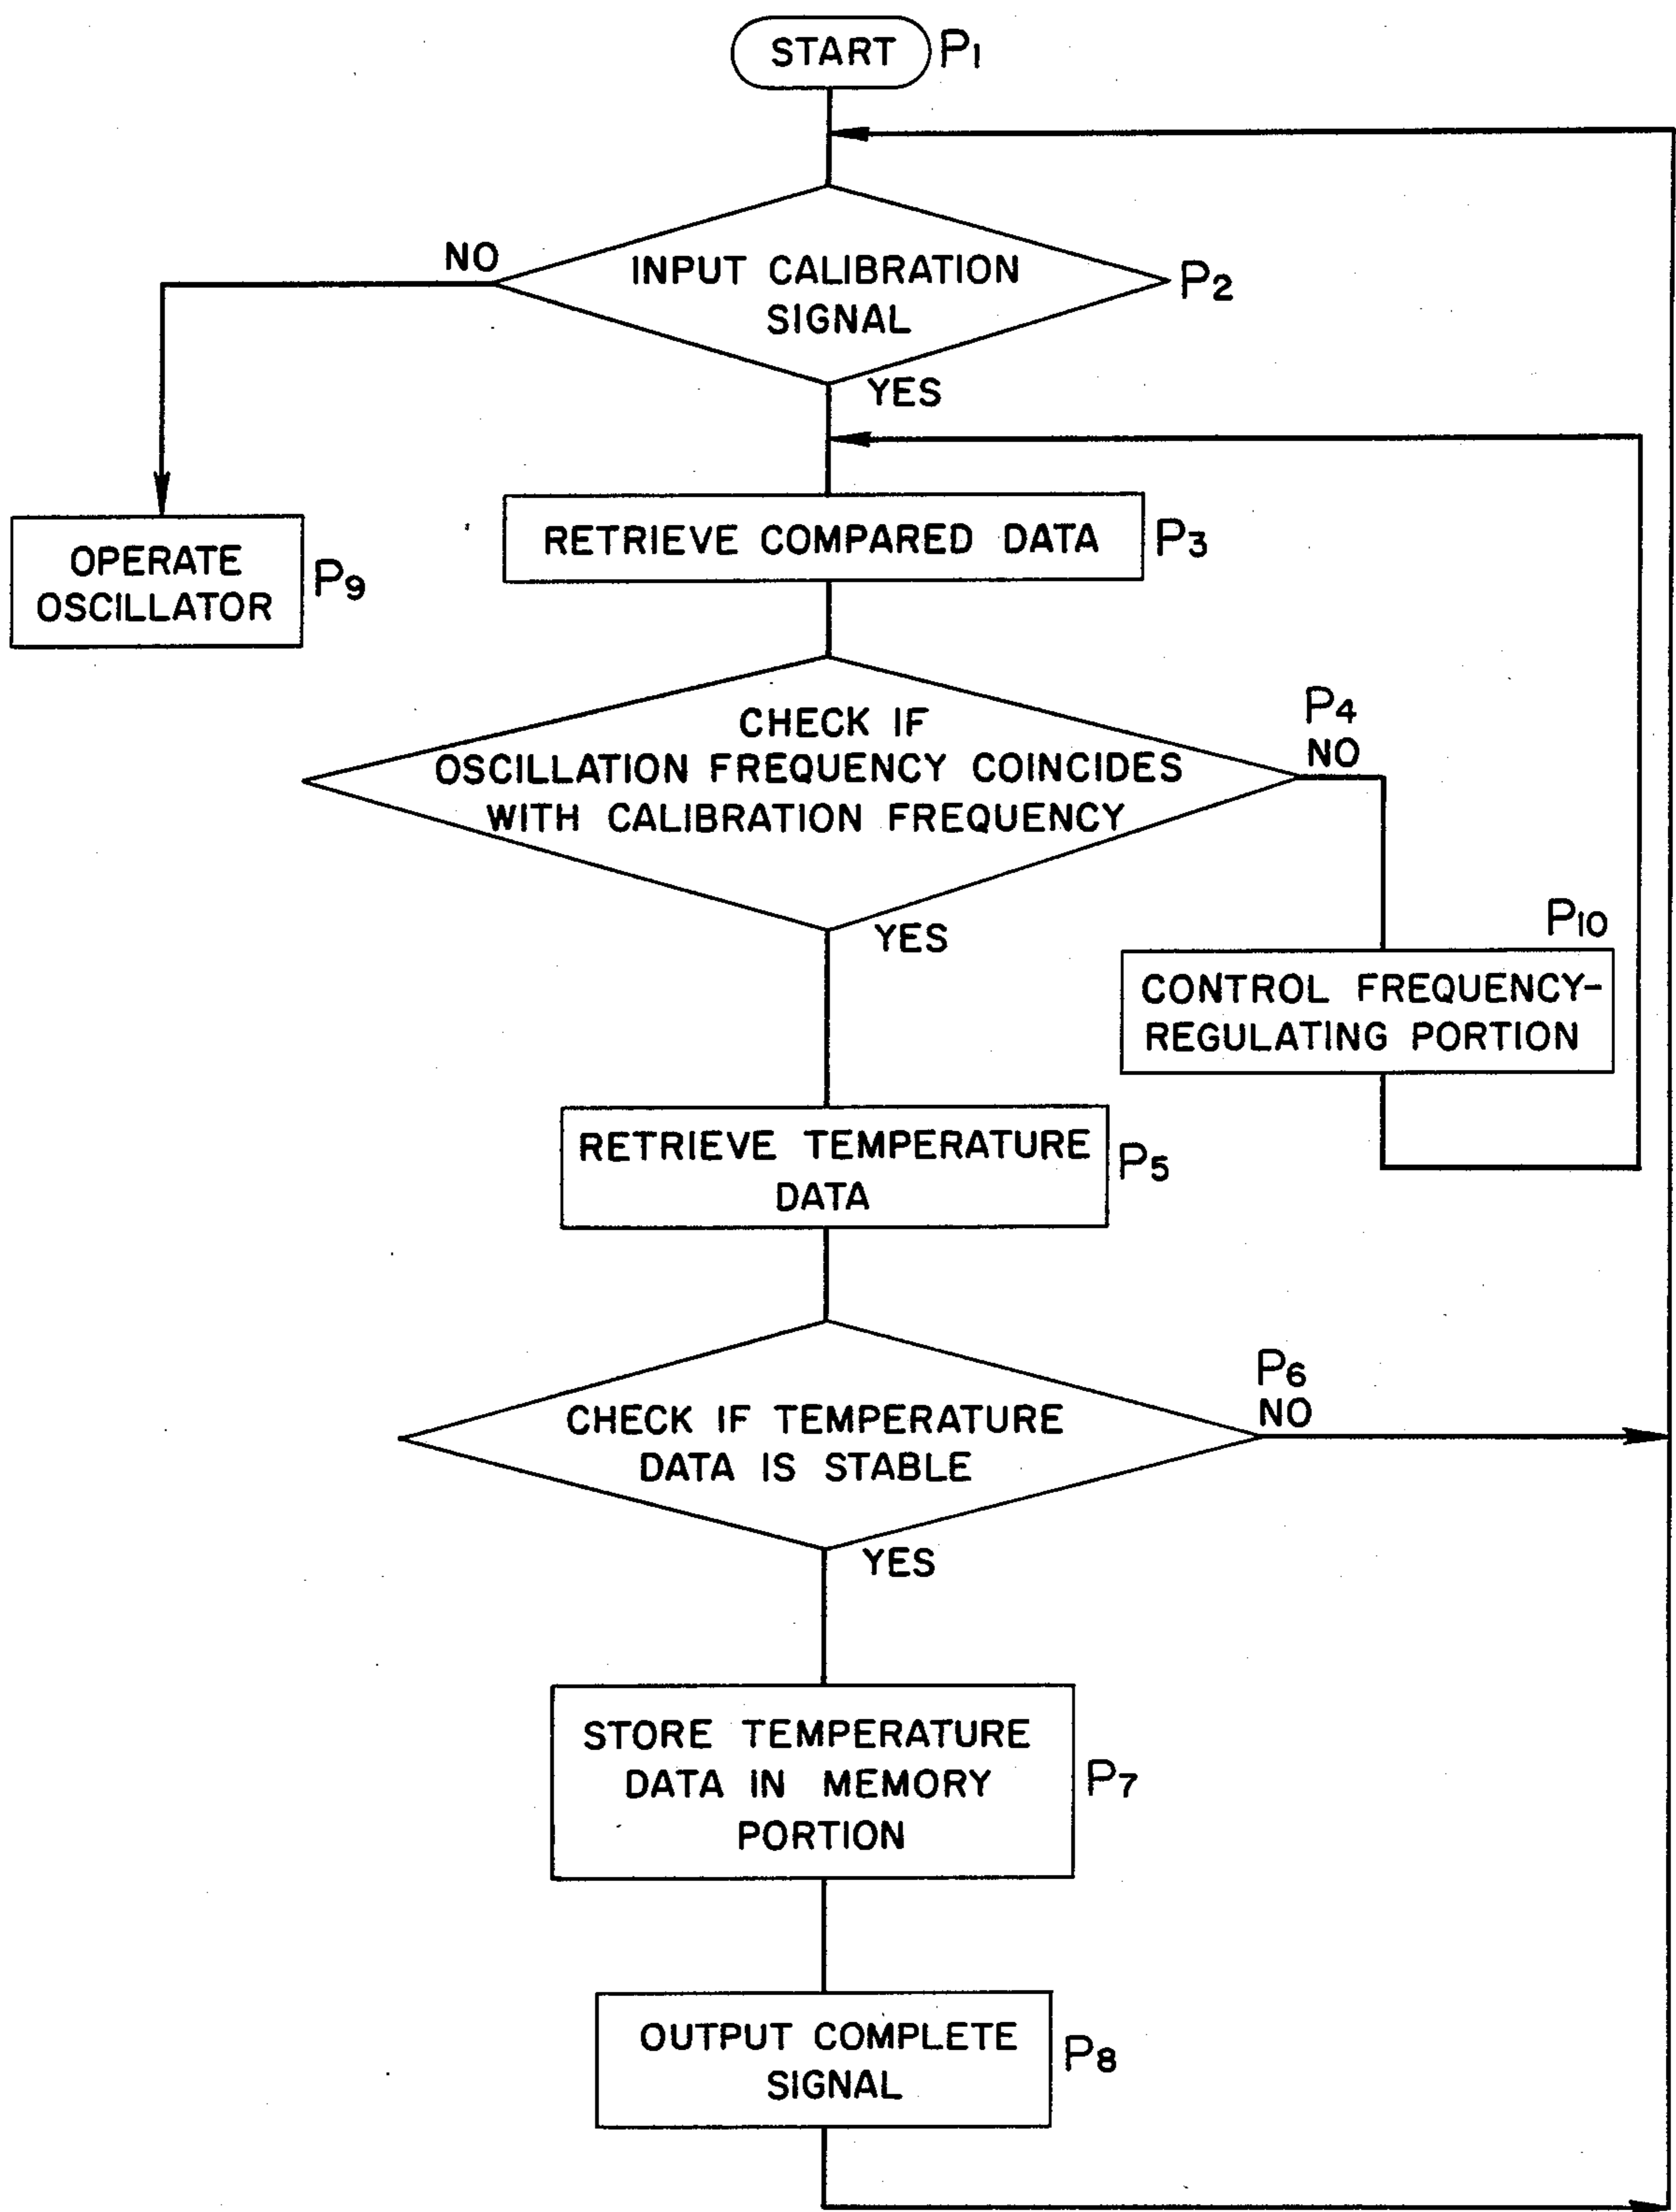 START P1
INPUT CALIBRATION
SIGNAL
P2
NO
YES
RETRIEVE COMPARED DATA
P3
OPERATE
OSCILLATOR
P9
CHECK IF
OSCILLATION FREQUENCY COINCIDES
WITH CALIBRATION FREQUENCY
P4
NO
YES
P10
CONTROL FREQUENCY-
REGULATING PORTION
RETRIEVE TEMPERATURE
DATA
P5
CHECK IF TEMPERATURE
DATA IS STABLE
P6
NO
YES
STORE TEMPERATURE
DATA IN MEMORY
PORTION
P7
OUTPUT COMPLETE
SIGNAL
P8